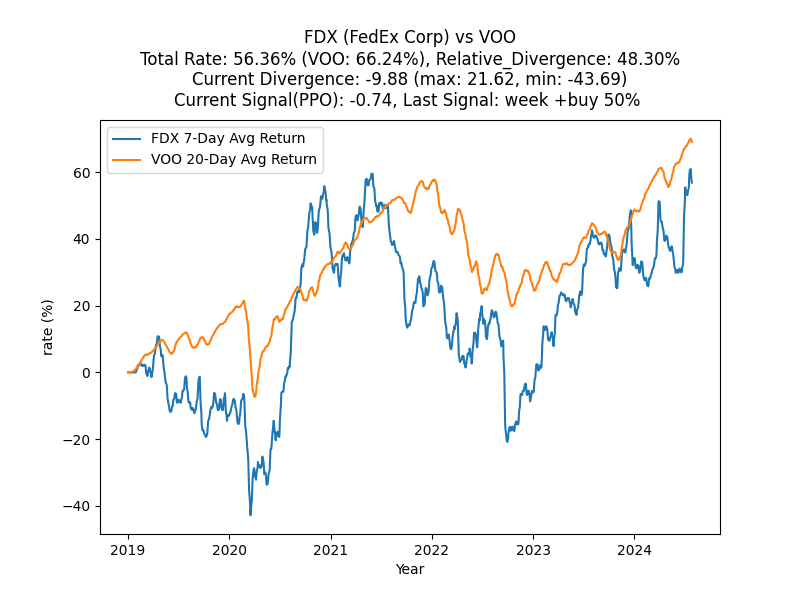 FDX (FedEx Corp) vs VOO
Total Rate: 56.36% (VOO: 66.24%), Relative_Divergence: 48.30%
Current Divergence: -9.88 (max: 21.62, min: -43.69)
Current Signal(PPO): -0.74, Last Signal: week +buy 50%
FDX 7-Day Avg Return
VOO 20-Day Avg Return
60
40
20
0
−20
−40
rate (%)
2019 2020 2021 2022 2023 2024
Year